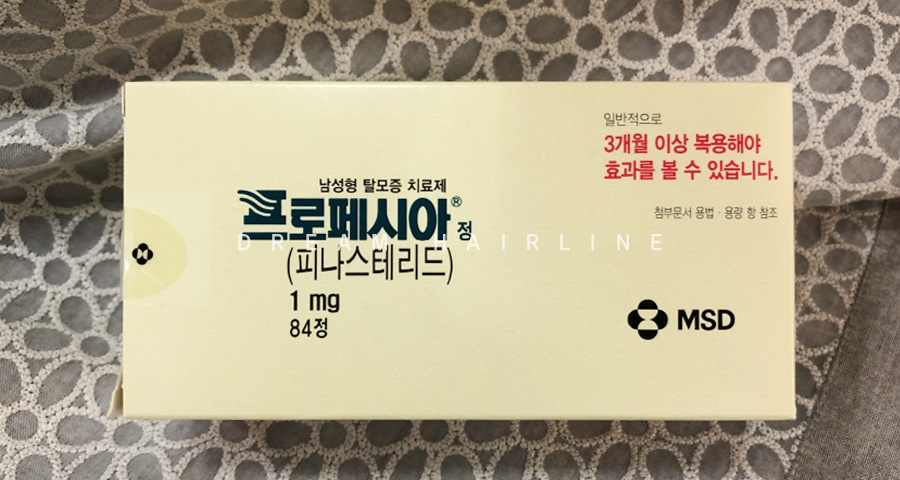 남성형 탈모증 치료제
프로페시아® 정
(피나스테리드)
1 mg
84정
일반적으로
3개월 이상 복용해야
효과를 볼 수 있습니다.
첨부문서 용법 · 용량 항 참조
MSD
DREAM HAIRLINE